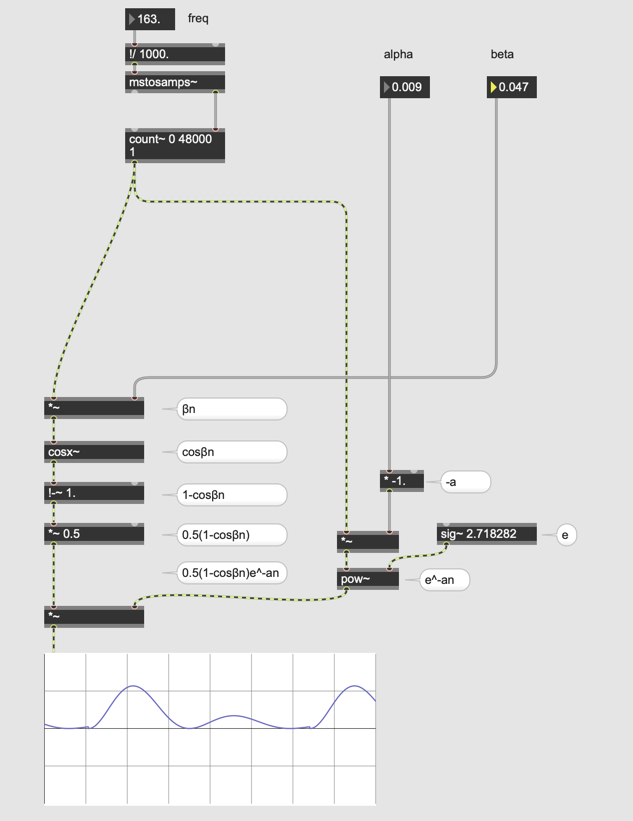 163.
freq
!/ 1000.
mstosamps~
alpha
beta
0.009
0.047
count~ 0 48000
1
*~
βn
cosx~
cosβn
!-~ 1.
1-cosβn
* -1.
-a
*~ 0.5
0.5(1-cosβn)
*~
sig~ 2.718282
e
0.5(1-cosβn)e^-an
pow~
e^-an
*~